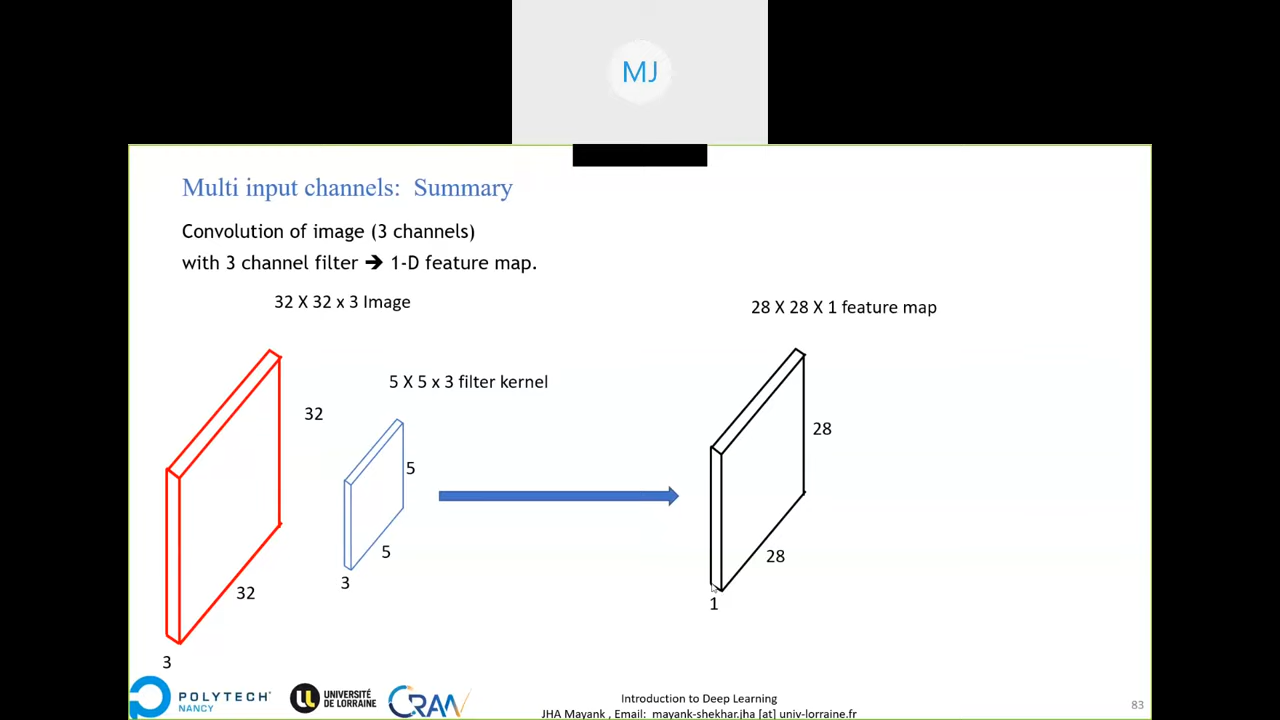 MJ
Multi input channels: Summary
Convolution of image (3 channels)
with 3 channel filter ➔ 1-D feature map.
32 X 32 x 3 Image
28 X 28 X 1 feature map
5 X 5 x 3 filter kernel
32
28
5
5
28
3
32
1
3
POLYTECH
NANCY
UNIVERSITÉ
DE LORRAINE
CRAN
Introduction to Deep Learning
JHA Mayank , Email: mayank-shekhar.jha [at] univ-lorraine.fr
83